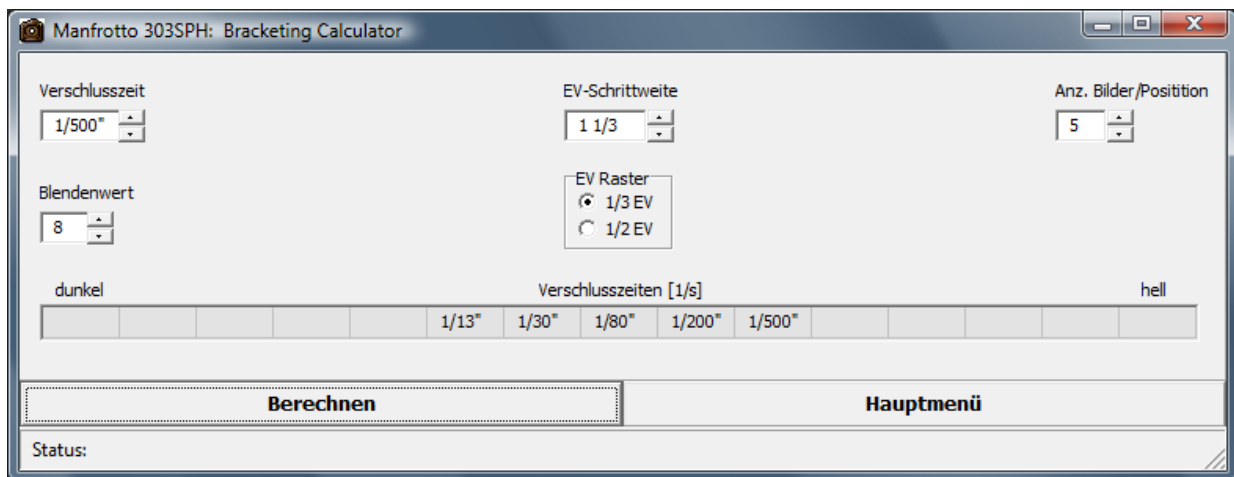 Manfrotto 303SPH: Bracketing Calculator
Verschlusszeit EV-Schrittweite Anz. Bilder/Positition
1/500" 1 1/3 5
Blendenwert EV Raster
8 1/3 EV
1/2 EV
dunkel Verschlusszeiten [1/s] hell
1/13" 1/30" 1/80" 1/200" 1/500"
Berechnen Hauptmenü
Status: